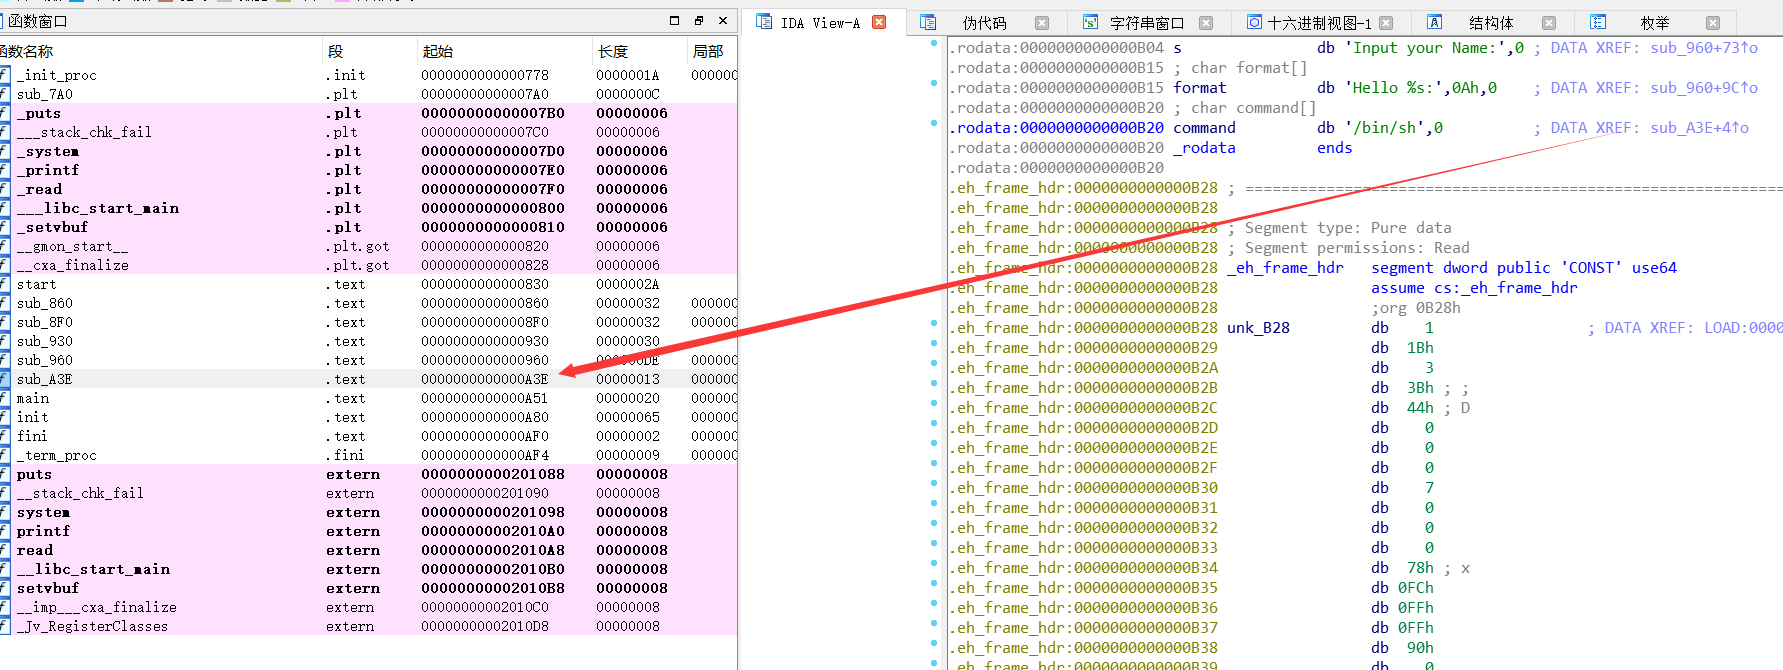 函数窗口
函数名称 段 起始 长度 局部
_init_proc .init 0000000000000778 0000001A 000000
sub_7A0 .plt 00000000000007A0 0000000C
_puts .plt 00000000000007B0 00000006
___stack_chk_fail .plt 00000000000007C0 00000006
_system .plt 00000000000007D0 00000006
_printf .plt 00000000000007E0 00000006
_read .plt 00000000000007F0 00000006
___libc_start_main .plt 0000000000000800 00000006
_setvbuf .plt 0000000000000810 00000006
__gmon_start__ .plt.got 0000000000000820 00000006
__cxa_finalize .plt.got 0000000000000828 00000006
start .text 0000000000000830 0000002A
sub_860 .text 0000000000000860 00000032 000000
sub_8F0 .text 00000000000008F0 00000032 000000
sub_930 .text 0000000000000930 00000030
sub_960 .text 0000000000000960 000000DE 000000
sub_A3E .text 0000000000000A3E 00000013 000000
main .text 0000000000000A51 00000020 000000
init .text 0000000000000A80 00000065 000000
fini .text 0000000000000AF0 00000002 000000
_term_proc .fini 0000000000000AF4 00000009 000000
puts extern 0000000000201088 00000008
__stack_chk_fail extern 0000000000201090 00000008
system extern 0000000000201098 00000008
printf extern 00000000002010A0 00000008
read extern 00000000002010A8 00000008
__libc_start_main extern 00000000002010B0 00000008
setvbuf extern 00000000002010B8 00000008
__imp___cxa_finalize extern 00000000002010C0 00000008
_Jv_RegisterClasses extern 00000000002010D8 00000008
IDA View-A 伪代码 字符串窗口 十六进制视图-1 结构体 枚举
.rodata:0000000000000B04 s db 'Input your Name:',0 ; DATA XREF: sub_960+73↑o
.rodata:0000000000000B15 ; char format[]
.rodata:0000000000000B15 format db 'Hello %s:',0Ah,0 ; DATA XREF: sub_960+9C↑o
.rodata:0000000000000B20 ; char command[]
.rodata:0000000000000B20 command db '/bin/sh',0 ; DATA XREF: sub_A3E+4↑o
.rodata:0000000000000B20 _rodata ends
.rodata:0000000000000B20
.eh_frame_hdr:0000000000000B28 ; ============================================================
.eh_frame_hdr:0000000000000B28
.eh_frame_hdr:0000000000000B28 ; Segment type: Pure data
.eh_frame_hdr:0000000000000B28 ; Segment permissions: Read
.eh_frame_hdr:0000000000000B28 _eh_frame_hdr segment dword public 'CONST' use64
.eh_frame_hdr:0000000000000B28 assume cs:_eh_frame_hdr
.eh_frame_hdr:0000000000000B28 ;org 0B28h
.eh_frame_hdr:0000000000000B28 unk_B28 db 1 ; DATA XREF: LOAD:0000
.eh_frame_hdr:0000000000000B29 db 1Bh
.eh_frame_hdr:0000000000000B2A db 3
.eh_frame_hdr:0000000000000B2B db 3Bh ; ;
.eh_frame_hdr:0000000000000B2C db 44h ; D
.eh_frame_hdr:0000000000000B2D db 0
.eh_frame_hdr:0000000000000B2E db 0
.eh_frame_hdr:0000000000000B2F db 0
.eh_frame_hdr:0000000000000B30 db 7
.eh_frame_hdr:0000000000000B31 db 0
.eh_frame_hdr:0000000000000B32 db 0
.eh_frame_hdr:0000000000000B33 db 0
.eh_frame_hdr:0000000000000B34 db 78h ; x
.eh_frame_hdr:0000000000000B35 db 0FCh
.eh_frame_hdr:0000000000000B36 db 0FFh
.eh_frame_hdr:0000000000000B37 db 0FFh
.eh_frame_hdr:0000000000000B38 db 90h
.eh_frame_hdr:0000000000000B39 db 0